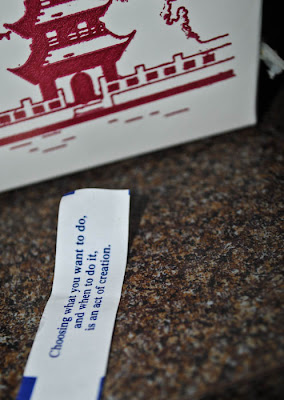 Choosing what you want to do,
and when to do it,
is an act of creation.